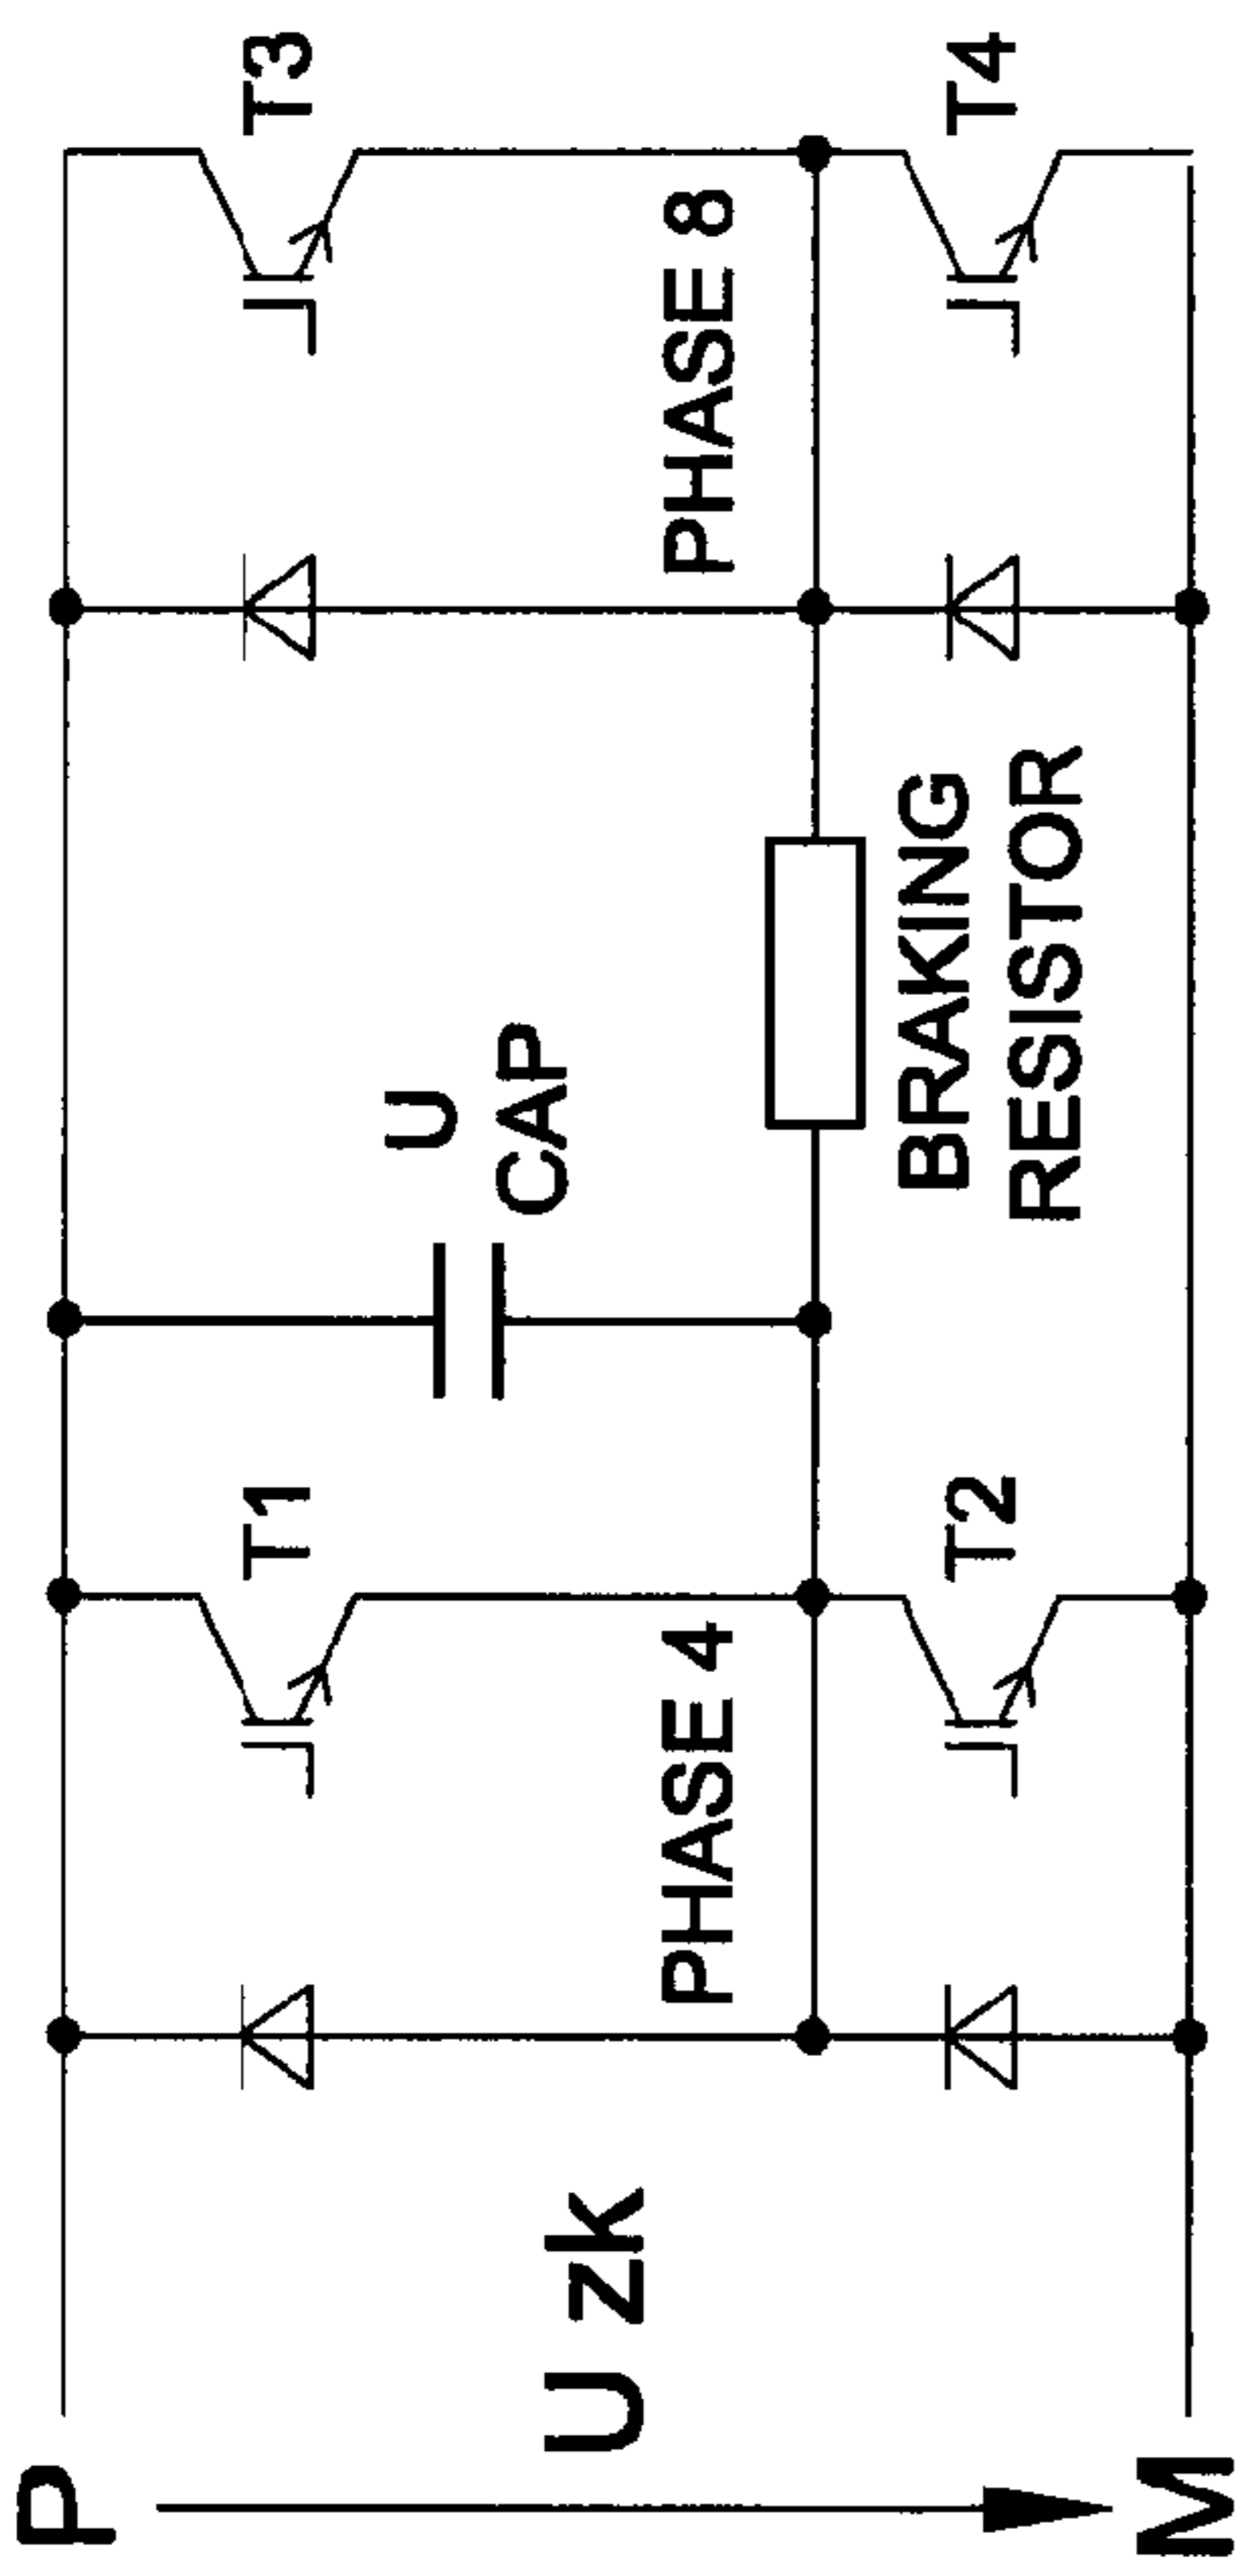 P
U zk
M
PHASE 4
T1
T2
U
CAP
BRAKING
RESISTOR
PHASE 8
T3
T4